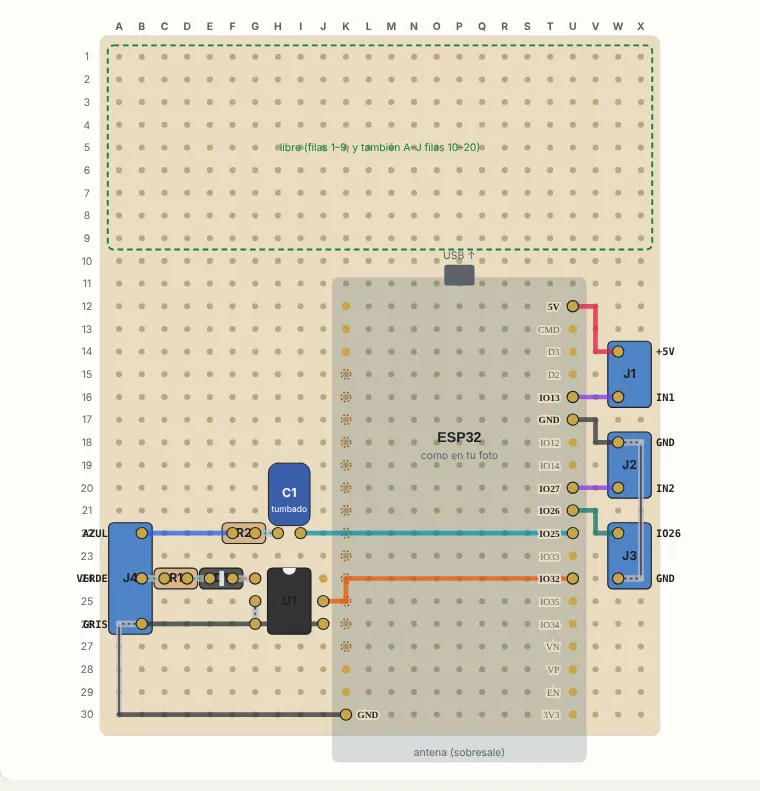 A B C D E F G H I J K L M N O P Q R S T U V W X
1
2
3
4
5 libre (filas 1–9, y también A–J filas 10–20)
6
7
8
9
10 USB ↑
11
12 5V
13 CMD
14 D3 +5V
15 D2 J1
16 IO13 IN1
17 GND
18 ESP32 IO12 GND
19 como en tu foto IO14 J2
20 C1 IO27 IN2
21 tumbado IO26
AZUL R2 IO25 IO26
23 IO33 J3
VERDE J4 R1 IO32 GND
25 U1 IO35
GRIS IO34
27 VN
28 VP
29 EN
30 GND 3V3
antena (sobresale)